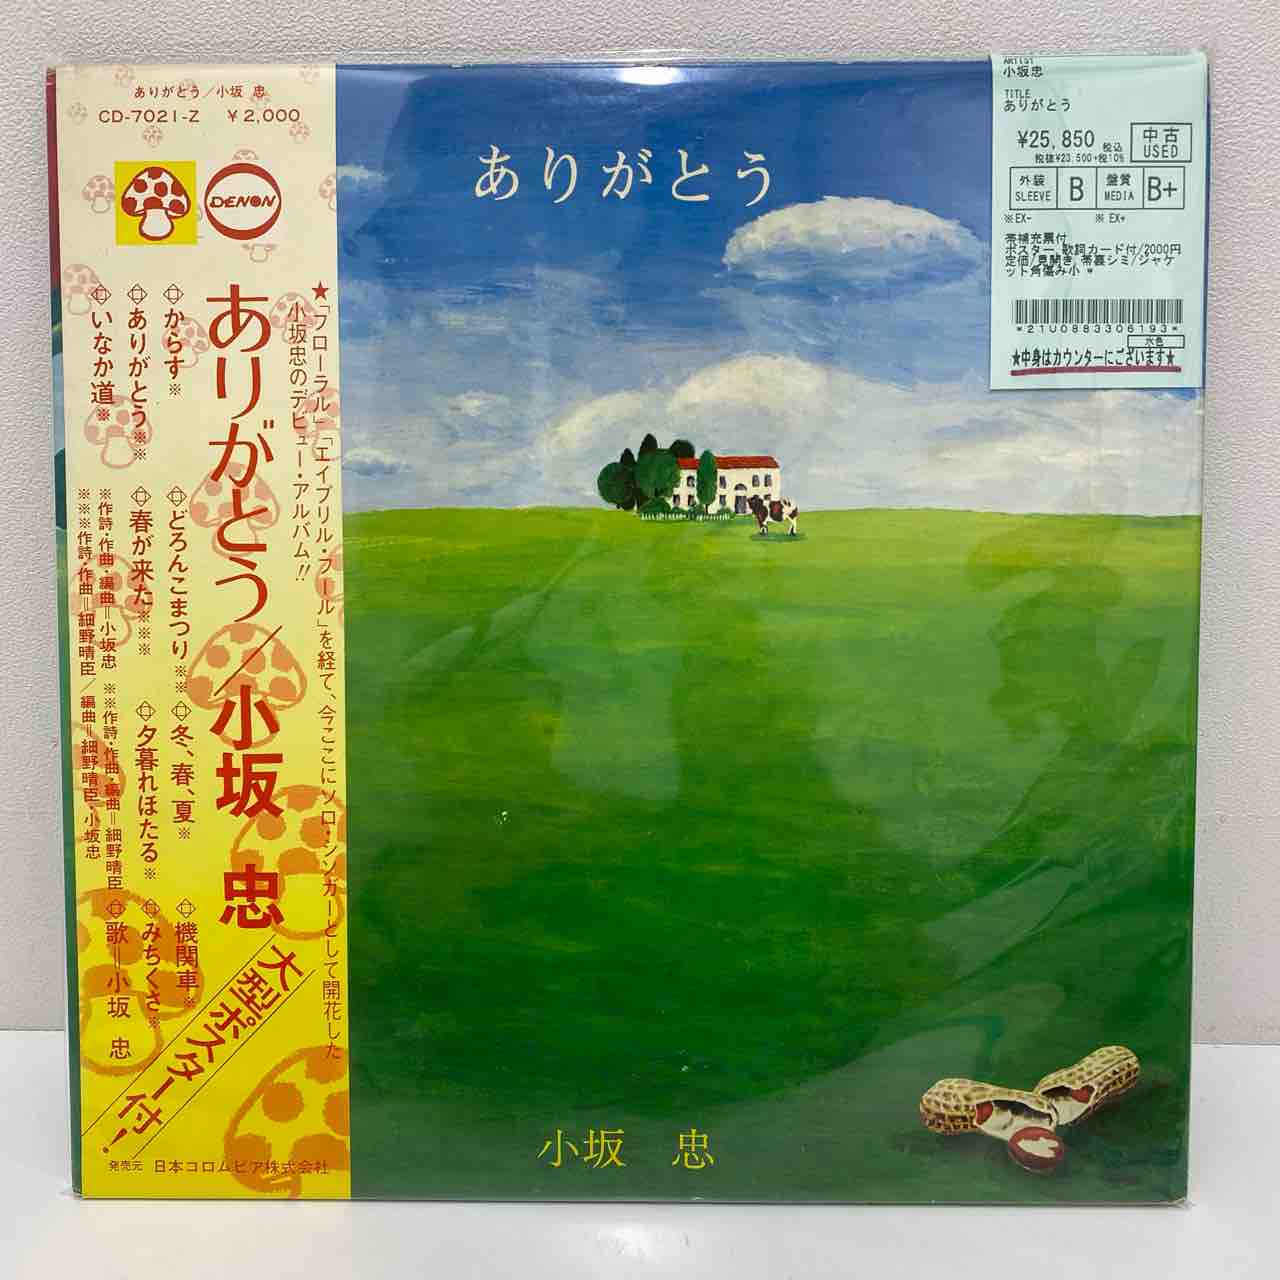 ありがとう/小坂 忠
CD-7021-Z ¥2,000
DENON
★「フローラル」「エイプリル・フール」を経て、今ここにソロ・シンガーとして開花した
小坂忠のデビュー・アルバム!!
ありがとう/小坂 忠
大型ポスター付!
◇からす※ ◇どろんこまつり※※ ◇冬、春、夏※ ◇機関車※
◇ありがとう※※ ◇春が来た※※※ ◇夕暮れほたる※ ◇みちくさ※
◇いなか道※ ◇歌=小坂 忠
※作詩・作曲・編曲=小坂忠 ※※作詩・作曲・編曲=細野晴臣
※※※作詩・作曲=細野晴臣/編曲=細野晴臣・小坂忠
発売元 日本コロムビア株式会社
ありがとう
小坂 忠
ARTIST
小坂忠
TITLE
ありがとう
¥25,850 税込
税抜¥23,500+税10%
中古
USED
外装
SLEEVE
B
盤質
MEDIA
B+
※EX- ※ EX+
帯補充票付
ポスター 歌詞カード付/2000円
定価/見開き 帯裏シミ/ジャケ
ット角傷み小 *
*21U0883306193*
水色
★中身はカウンターにございます★